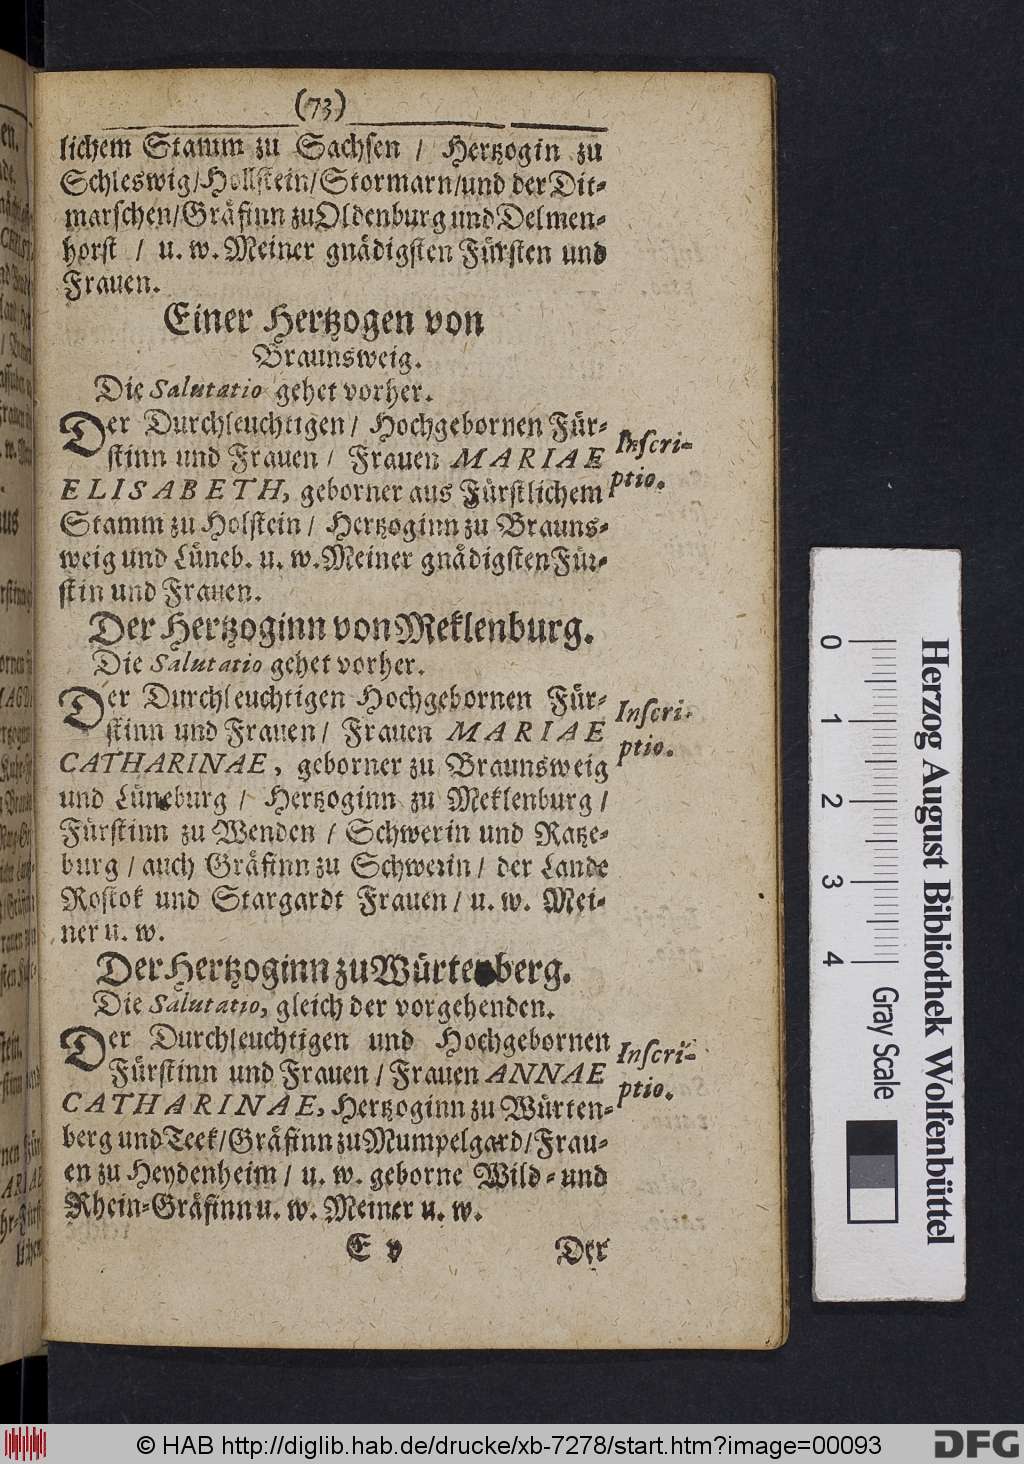 (73)
lichem Stamm zu Sachsen / Hertzogin zu
Schleswig/Hollstein/Stormarn/und der Dit-
marschen/Gräfinn zu Oldenburg und Delmen-
horst / u. w. Meiner gnädigsten Fürsten und
Frauen.
Einer Hertzogen von
Braunsweig.
Die Salutatio gehet vorher.
Der Durchleuchtigen / Hochgebornen Für-
stinn und Frauen / Frauen MARIAE
Inscri-
ptio.
ELISABETH, geborner aus Fürstlichem
Stamm zu Holstein / Hertzoginn zu Brauns-
weig und Lüneb. u. w. Meiner gnädigsten Für-
stin und Frauen.
Der Hertzoginn von Meklenburg.
Die Salutatio gehet vorher.
Der Durchleuchtigen Hochgebornen Für-
stinn und Frauen / Frauen MARIAE
Inscri-
ptio.
CATHARINAE, geborner zu Braunsweig
und Lüneburg / Hertzoginn zu Meklenburg /
Fürstinn zu Wenden / Schwerin und Ratze-
burg / auch Gräfinn zu Schwerin / der Lande
Rostok und Stargardt Frauen / u. w. Mei-
ner u. w.
Der Hertzoginn zu Würtenberg.
Die Salutatio, gleich der vorgehenden.
Der Durchleuchtigen und Hochgebornen
Fürstinn und Frauen / Frauen ANNAE
Inscri-
ptio.
CATHARINAE, Hertzoginn zu Würten-
berg und Teck/Gräfinn zu Mumpelgard/Frau-
en zu Heydenheim / u. w. geborne Wild- und
Rhein-Gräfinn u. w. Meiner u. w.
E v
Der
0 1 2 3 4
Herzog August Bibliothek Wolfenbüttel
Gray Scale
© HAB http://diglib.hab.de/drucke/xb-7278/start.htm?image=00093
DFG